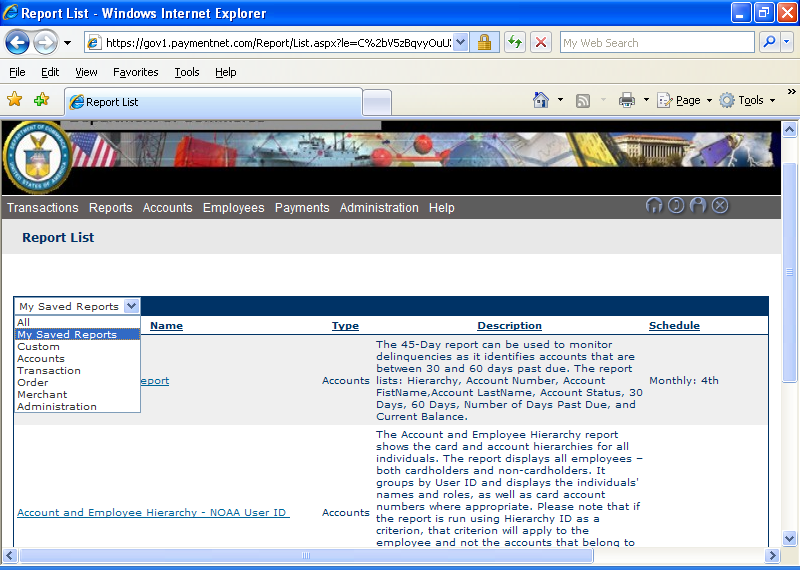 Report List - Windows Internet Explorer
https://gov1.paymentnet.com/Report/List.aspx?le=C%2bV5zBqvyOuU
My Web Search
File Edit View Favorites Tools Help
Report List
Page Tools
Transactions Reports Accounts Employees Payments Administration Help
Report List
My Saved Reports
Name Type Description Schedule
All
My Saved Reports
Custom
Accounts
Transaction
Order
Merchant
Administration
eport
Accounts
The 45-Day report can be used to monitor
delinquencies as it identifies accounts that are
between 30 and 60 days past due. The report
lists: Hierarchy, Account Number, Account
FistName,Account LastName, Account Status, 30
Days, 60 Days, Number of Days Past Due, and
Current Balance.
Monthly: 4th
Account and Employee Hierarchy - NOAA User ID
Accounts
The Account and Employee Hierarchy report
shows the card and account hierarchies for all
individuals. The report displays all employees –
both cardholders and non-cardholders. It
groups by User ID and displays the individuals'
names and roles, as well as card account
numbers where appropriate. Please note that if
the report is run using Hierarchy ID as a
criterion, that criterion will apply to the
employee and not the accounts that belong to